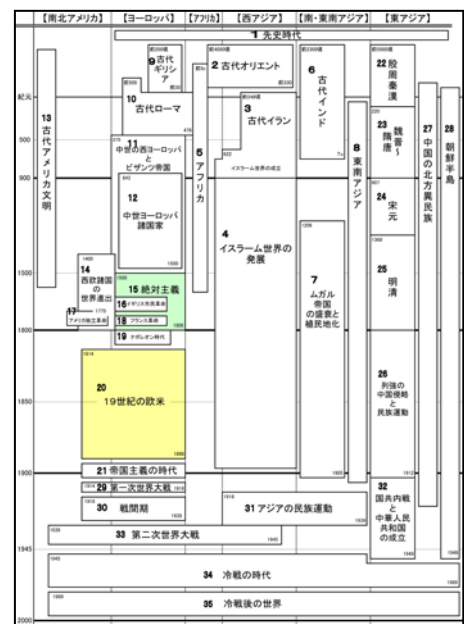 【南北アメリカ】 【ヨーロッパ】 【アフリカ】 【西アジア】 【南・東南アジア】 【東アジア】
1 先史時代
9 古代ギリシア
2 古代オリエント
6 古代インド
22 殷周秦漢
紀元
10 古代ローマ
3 古代イラン
13 古代アメリカ文明
5 アフリカ
8 東南アジア
27 中国の北方異民族
28 朝鮮半島
476
500
11
中世の西ヨーロッパ
と
ビザンツ帝国
622
イスラーム世界の成立
23 魏晋〜隋唐
900
12
中世ヨーロッパ
諸国家
24
宋元
4
イスラーム世界の
発展
14
西欧諸国
の
世界進出
1500
15 絶対主義
16 イギリス市民革命
17
アメリカ独立革命
18 フランス革命
19 ナポレオン時代
7
ムガル
帝国
の盛衰と
植民地化
25
明清
1800
20
19世紀の欧米
1850
26
列強の
中国侵略
と
民族運動
1900
21 帝国主義の時代
29 第一次世界大戦
30 戦間期
31 アジアの民族運動
32
国共内戦
と
中華人民
共和国
の成立
33 第二次世界大戦
1945
34 冷戦の時代
35 冷戦後の世界
2000